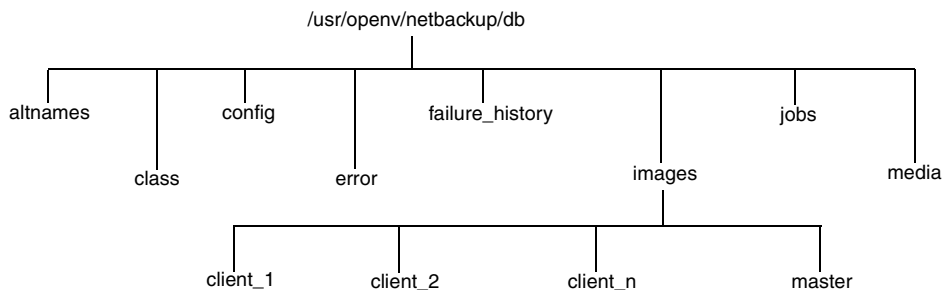 /usr/openv/netbackup/db
altnames config failure_history jobs
class error images media
client_1 client_2 client_n master